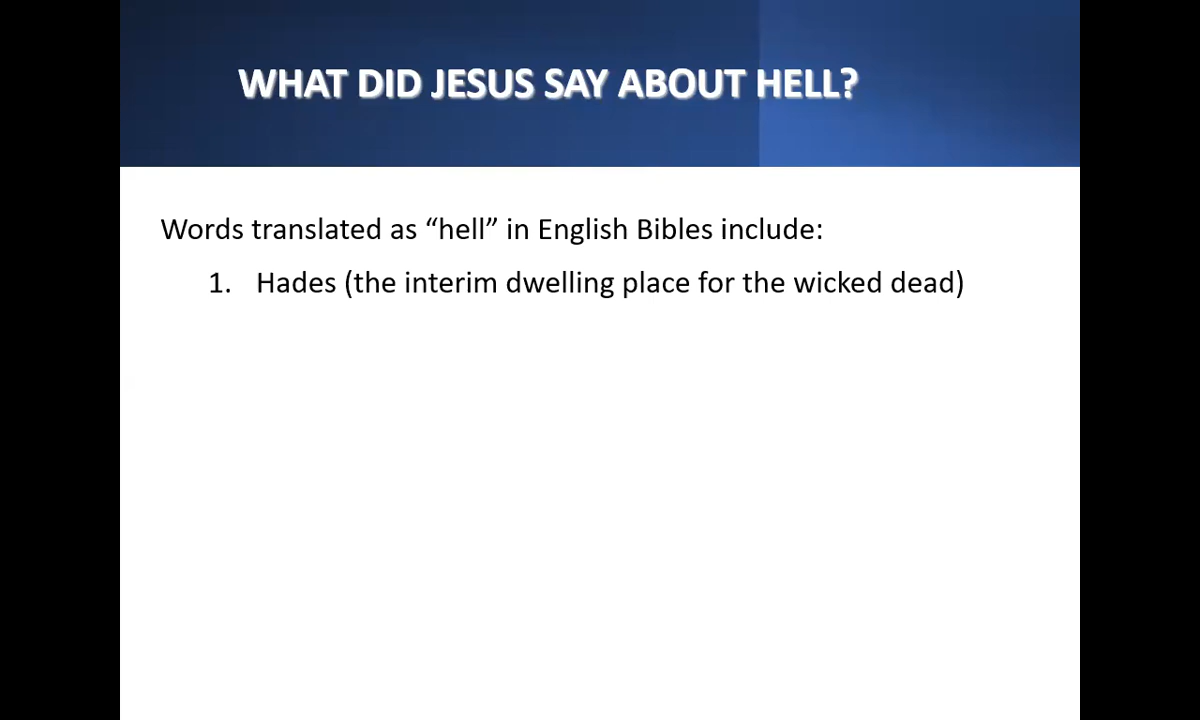 WHAT DID JESUS SAY ABOUT HELL?
Words translated as “hell” in English Bibles include:
1. Hades (the interim dwelling place for the wicked dead)